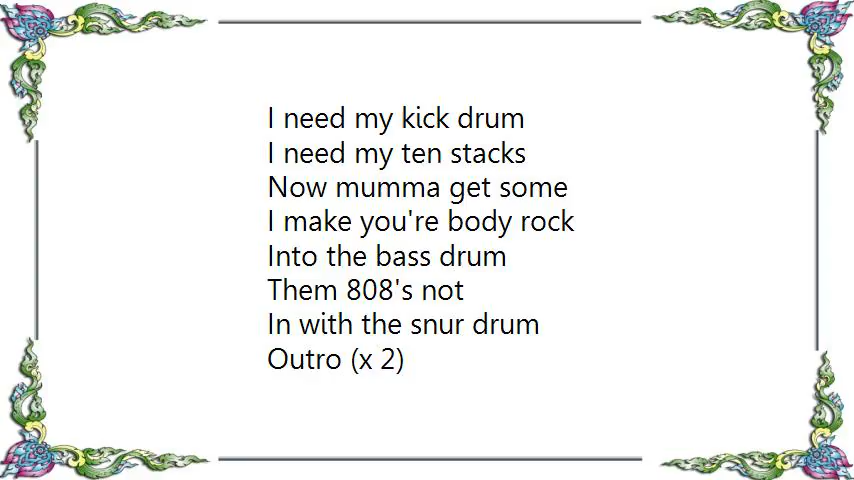 I need my kick drum
I need my ten stacks
Now mumma get some
I make you're body rock
Into the bass drum
Them 808's not
In with the snur drum
Outro (x 2)